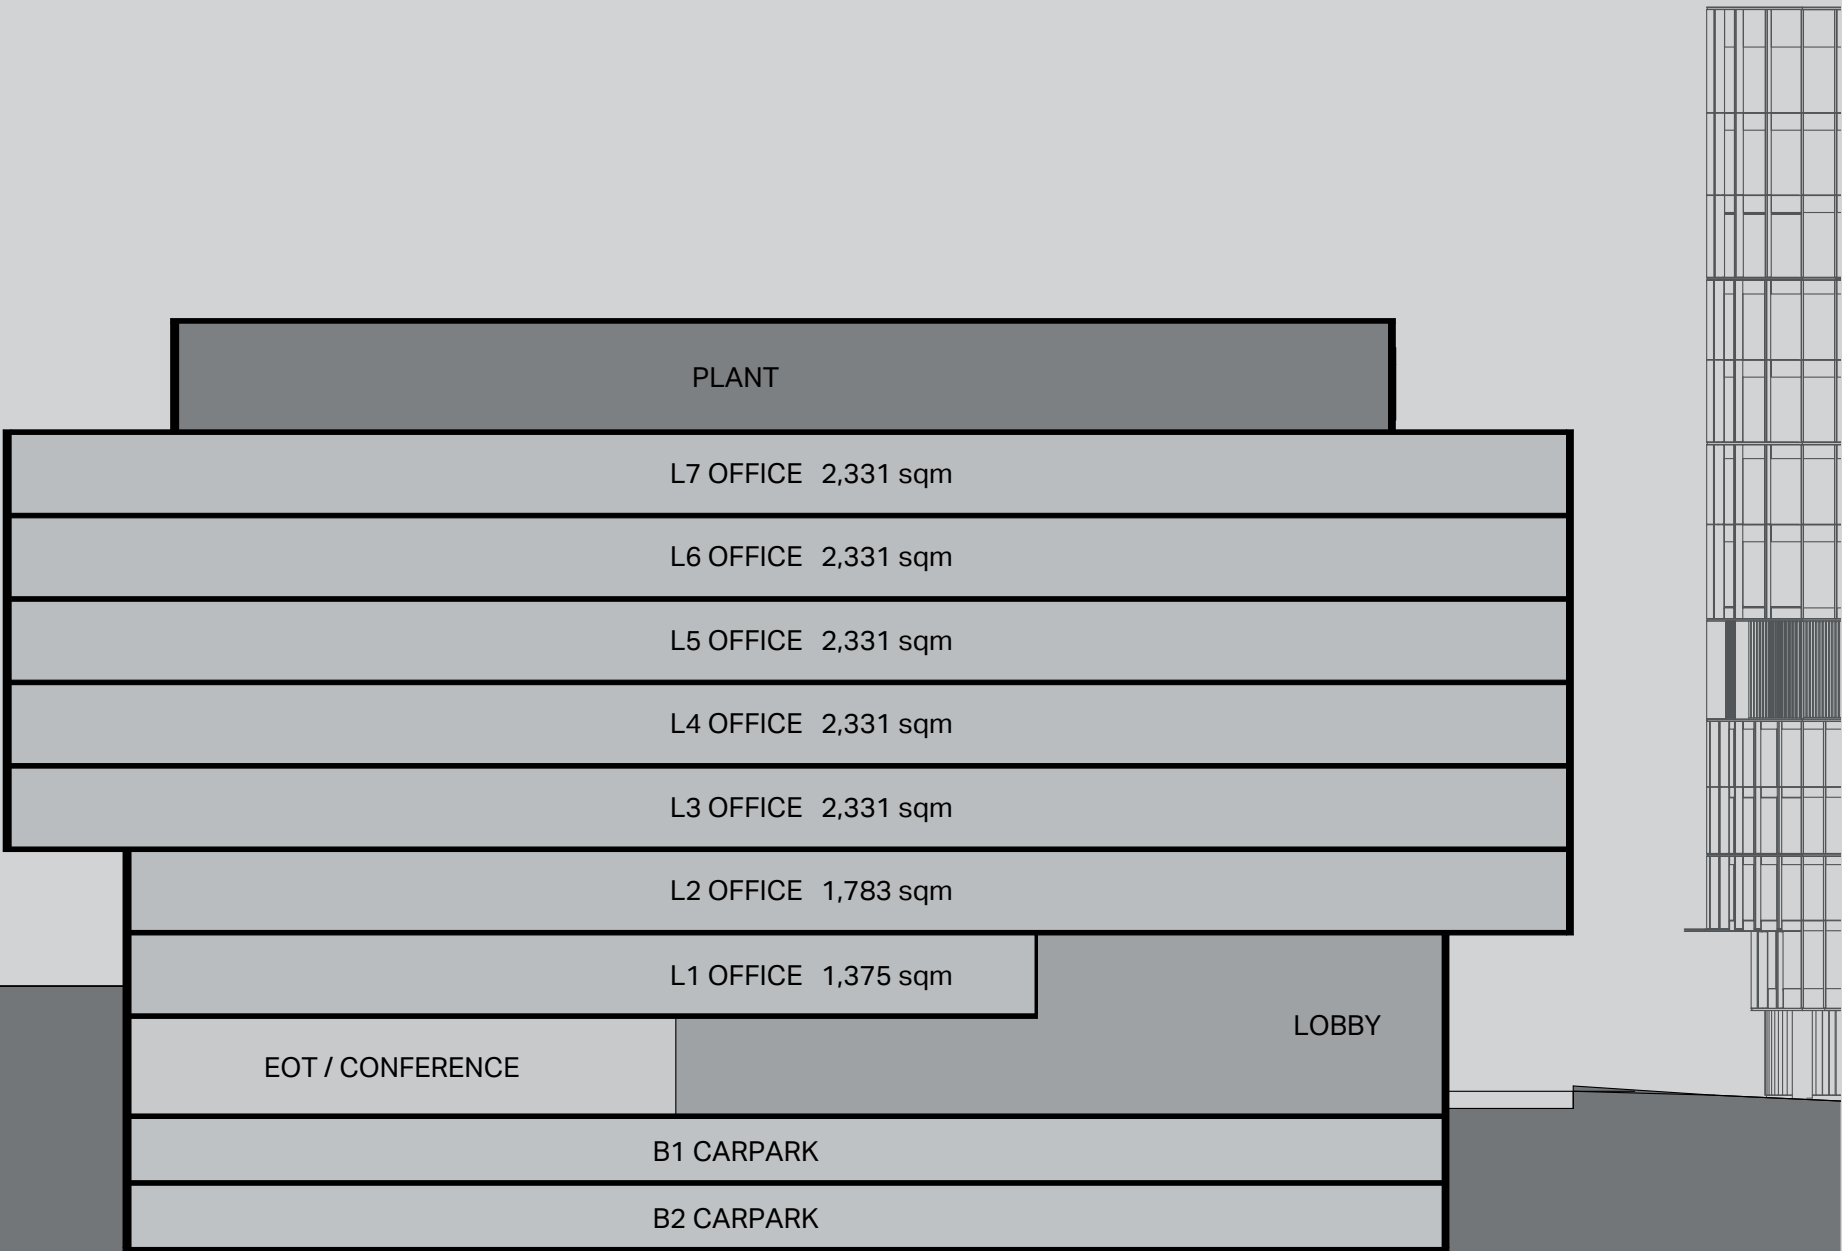 PLANT
L7 OFFICE 2,331 sqm
L6 OFFICE 2,331 sqm
L5 OFFICE 2,331 sqm
L4 OFFICE 2,331 sqm
L3 OFFICE 2,331 sqm
L2 OFFICE 1,783 sqm
L1 OFFICE 1,375 sqm
LOBBY
EOT / CONFERENCE
B1 CARPARK
B2 CARPARK